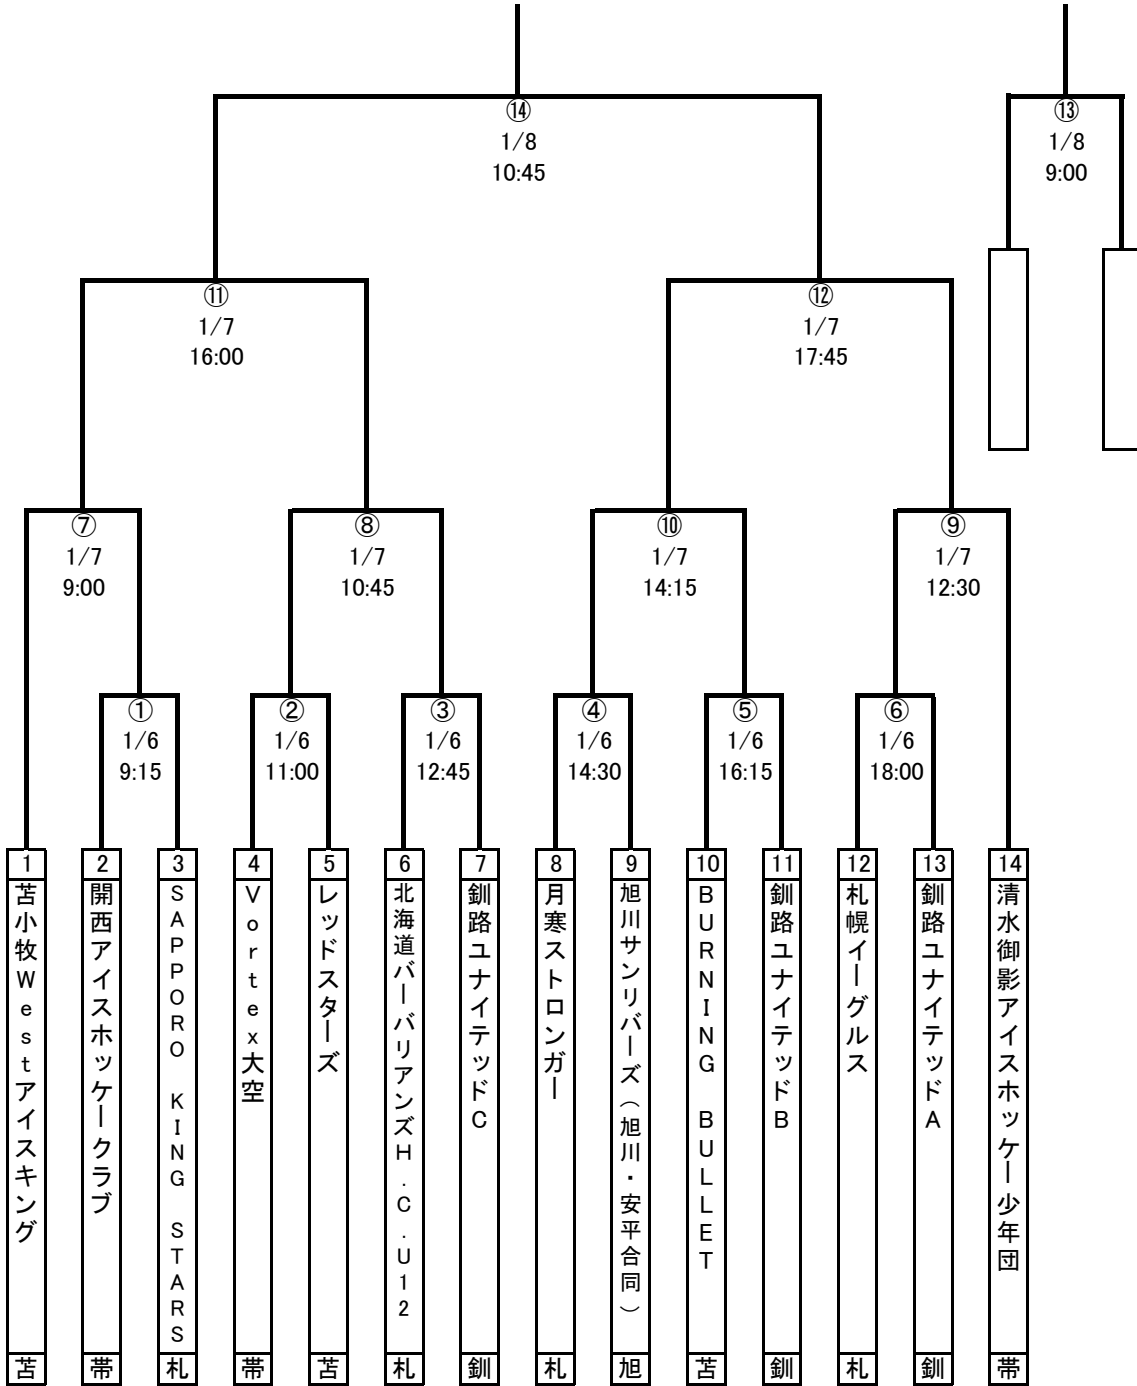 ⑭
1/8
10:45
⑬
1/8
9:00
⑪
1/7
16:00
⑫
1/7
17:45
⑦
1/7
9:00
⑧
1/7
10:45
⑩
1/7
14:15
⑨
1/7
12:30
①
1/6
9:15
②
1/6
11:00
③
1/6
12:45
④
1/6
14:30
⑤
1/6
16:15
⑥
1/6
18:00
1
苫小牧Westアイスキング
苫
2
開西アイスホッケークラブ
帯
3
SAPPORO KING STARS
札
4
Vortex大空
帯
5
レッドスターズ
苫
6
北海道バーバリアンズH.C.U12
札
7
釧路ユナイテッドC
釧
8
月寒ストロンガー
札
9
旭川サンリバーズ(旭川・安平合同)
旭
10
BURNING BULLET
苫
11
釧路ユナイテッドB
釧
12
札幌イーグルス
札
13
釧路ユナイテッドA
釧
14
清水御影アイスホッケー少年団
帯